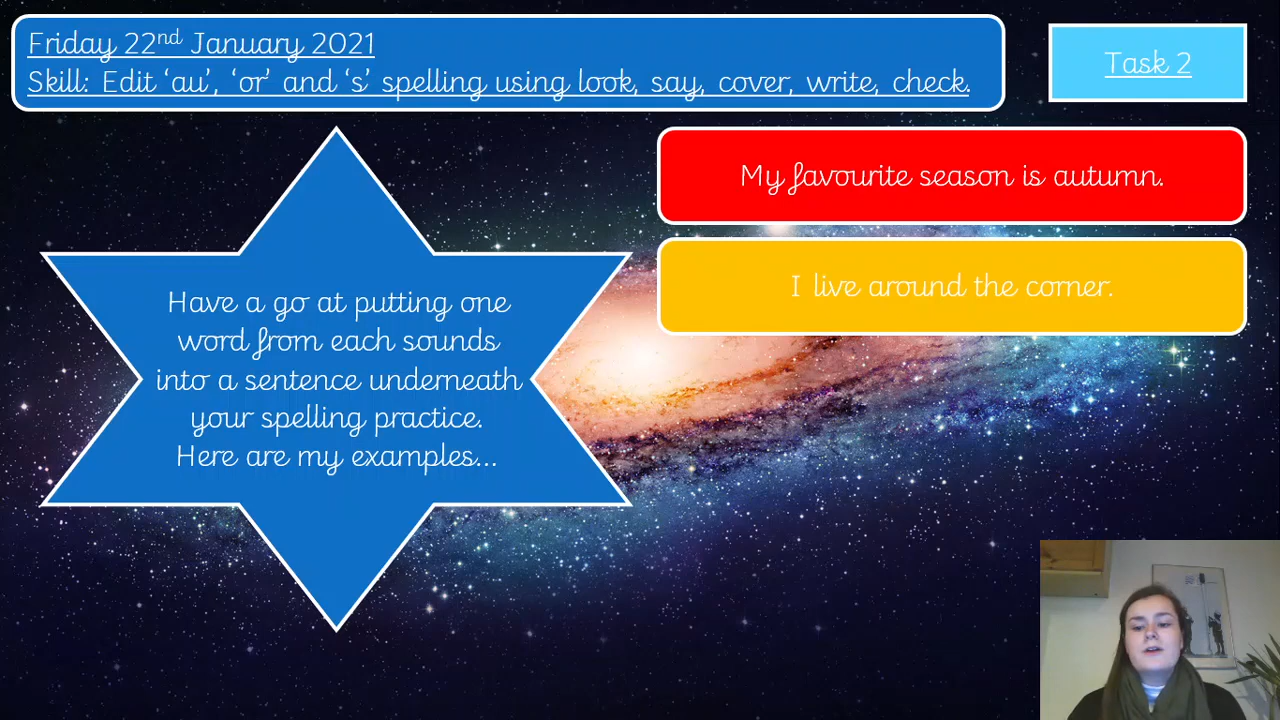 Friday 22nd January 2021
Skill: Edit ‘au’, ‘or’ and ‘s’ spelling using look, say, cover, write, check.
Task 2
Have a go at putting one
word from each sounds
into a sentence underneath
your spelling practice.
Here are my examples...
My favourite season is autumn.
I live around the corner.